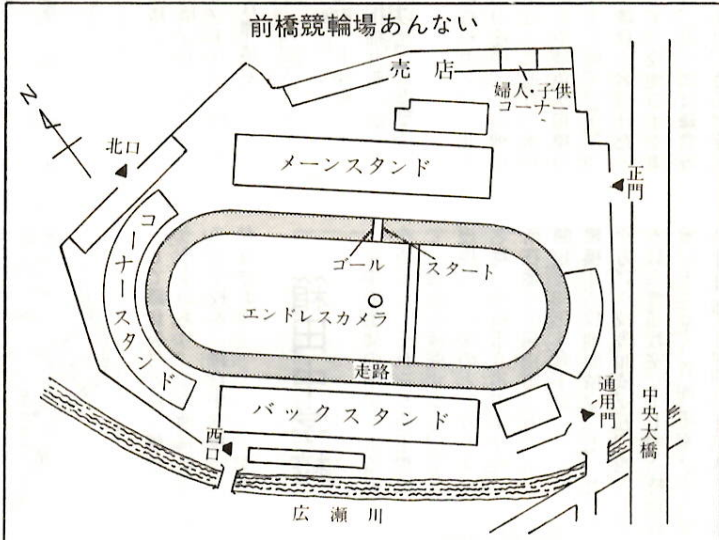 前橋競輪場あんない
売店
婦人・子供
コーナー
N
北口
メーンスタンド
正門
コーナースタンド
ゴール
スタート
エンドレスカメラ
走路
バックスタンド
通用門
中央大橋
西口
広瀬川